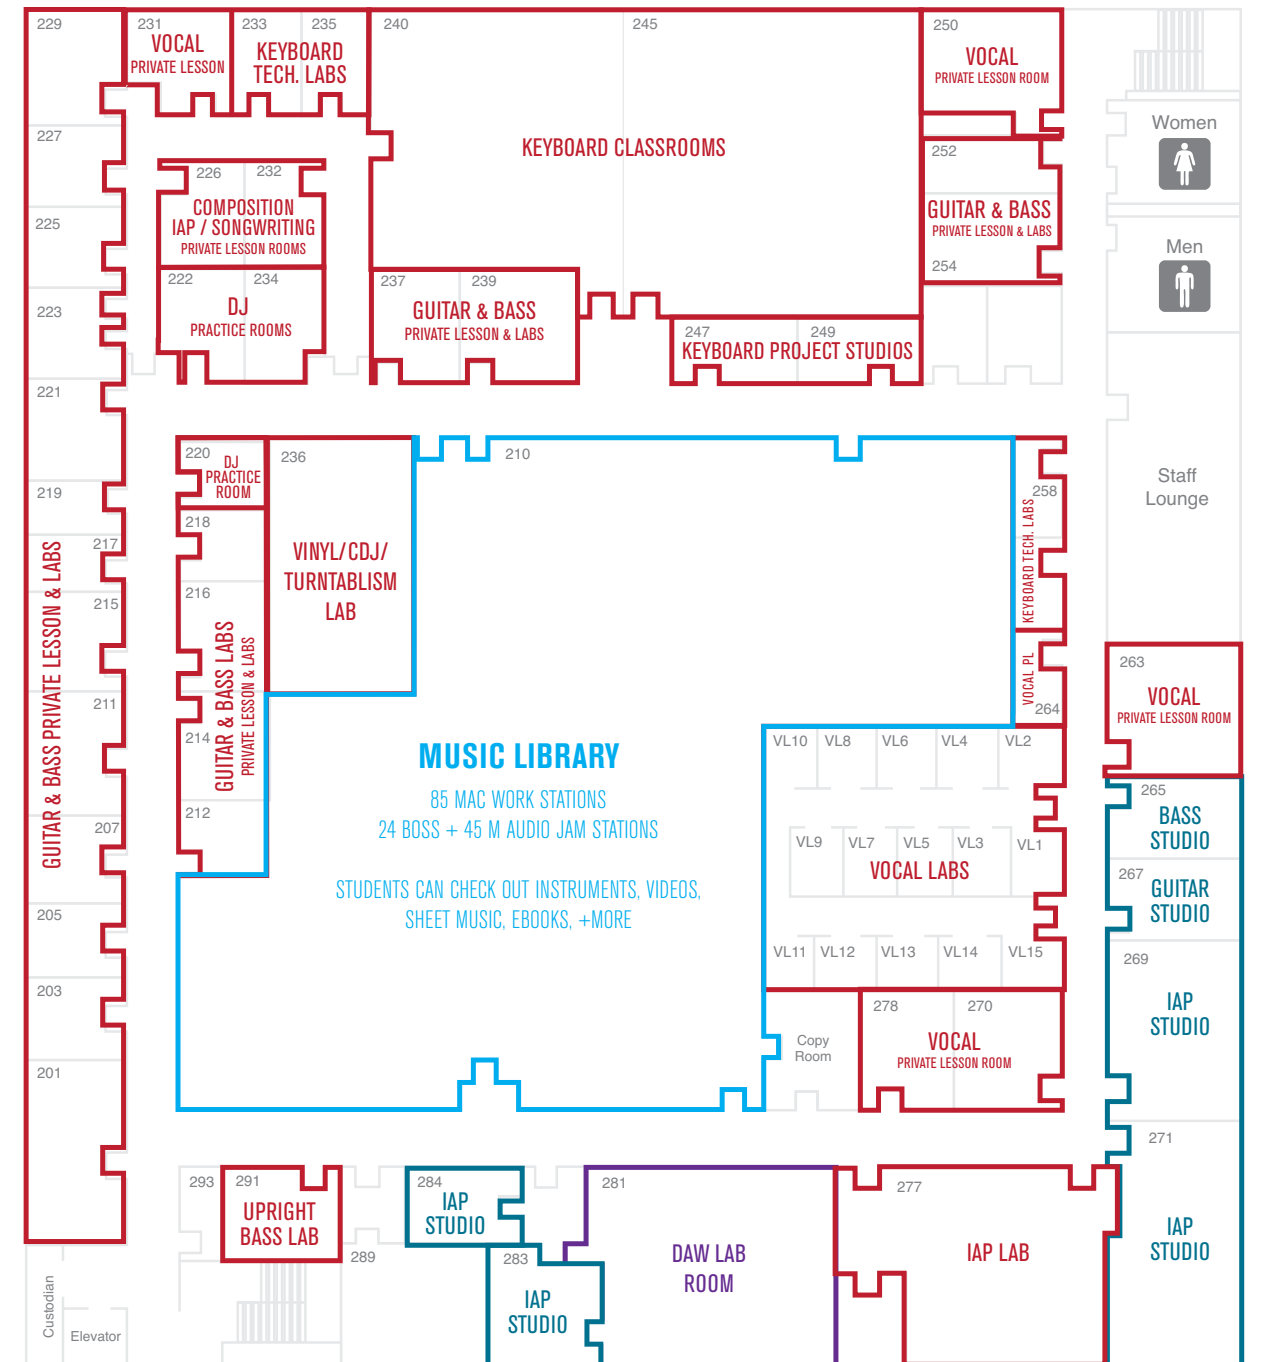 229
231
233
235
240
245
250
VOCAL
PRIVATE LESSON
KEYBOARD
TECH. LABS
VOCAL
PRIVATE LESSON ROOM
Women
227
KEYBOARD CLASSROOMS
252
226
232
COMPOSITION
IAP / SONGWRITING
PRIVATE LESSON ROOMS
GUITAR & BASS
PRIVATE LESSON & LABS
254
225
Men
222
234
DJ
PRACTICE ROOMS
237
239
GUITAR & BASS
PRIVATE LESSON & LABS
223
247
249
KEYBOARD PROJECT STUDIOS
221
220
DJ
PRACTICE
ROOM
236
210
258
KEYBOARD TECH. LABS
Staff
Lounge
219
218
217
VINYL/CDJ/
TURNTABLISM
LAB
216
215
GUITAR & BASS PRIVATE LESSON & LABS
GUITAR & BASS LABS
PRIVATE LESSON & LABS
VOCAL PL
264
263
VOCAL
PRIVATE LESSON ROOM
211
214
MUSIC LIBRARY
85 MAC WORK STATIONS
24 BOSS + 45 M AUDIO JAM STATIONS
STUDENTS CAN CHECK OUT INSTRUMENTS, VIDEOS,
SHEET MUSIC, EBOOKS, +MORE
VL10
VL8
VL6
VL4
VL2
265
BASS
STUDIO
212
207
VL9
VL7
VL5
VL3
VL1
VOCAL LABS
267
GUITAR
STUDIO
205
VL11
VL12
VL13
VL14
VL15
269
IAP
STUDIO
203
278
270
VOCAL
PRIVATE LESSON ROOM
Copy
Room
201
271
IAP
STUDIO
293
291
UPRIGHT
BASS LAB
289
284
IAP
STUDIO
283
IAP
STUDIO
281
DAW LAB
ROOM
277
IAP LAB
Custodian
Elevator